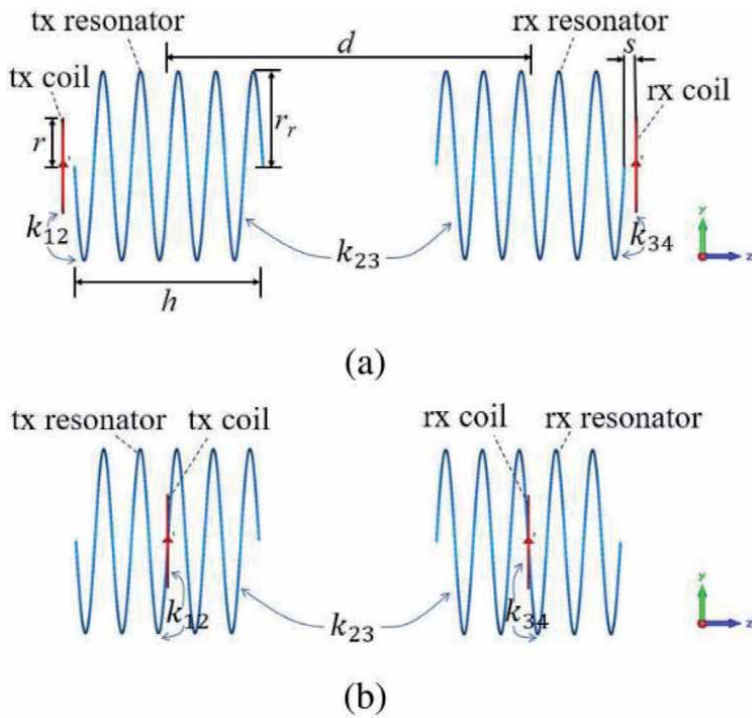 tx resonator
rx resonator
d
s
tx coil
rx coil
r
r_r
k_12
k_23
k_34
h
y
z
(a)
tx resonator tx coil
rx coil rx resonator
k_12
k_23
k_34
y
z
(b)